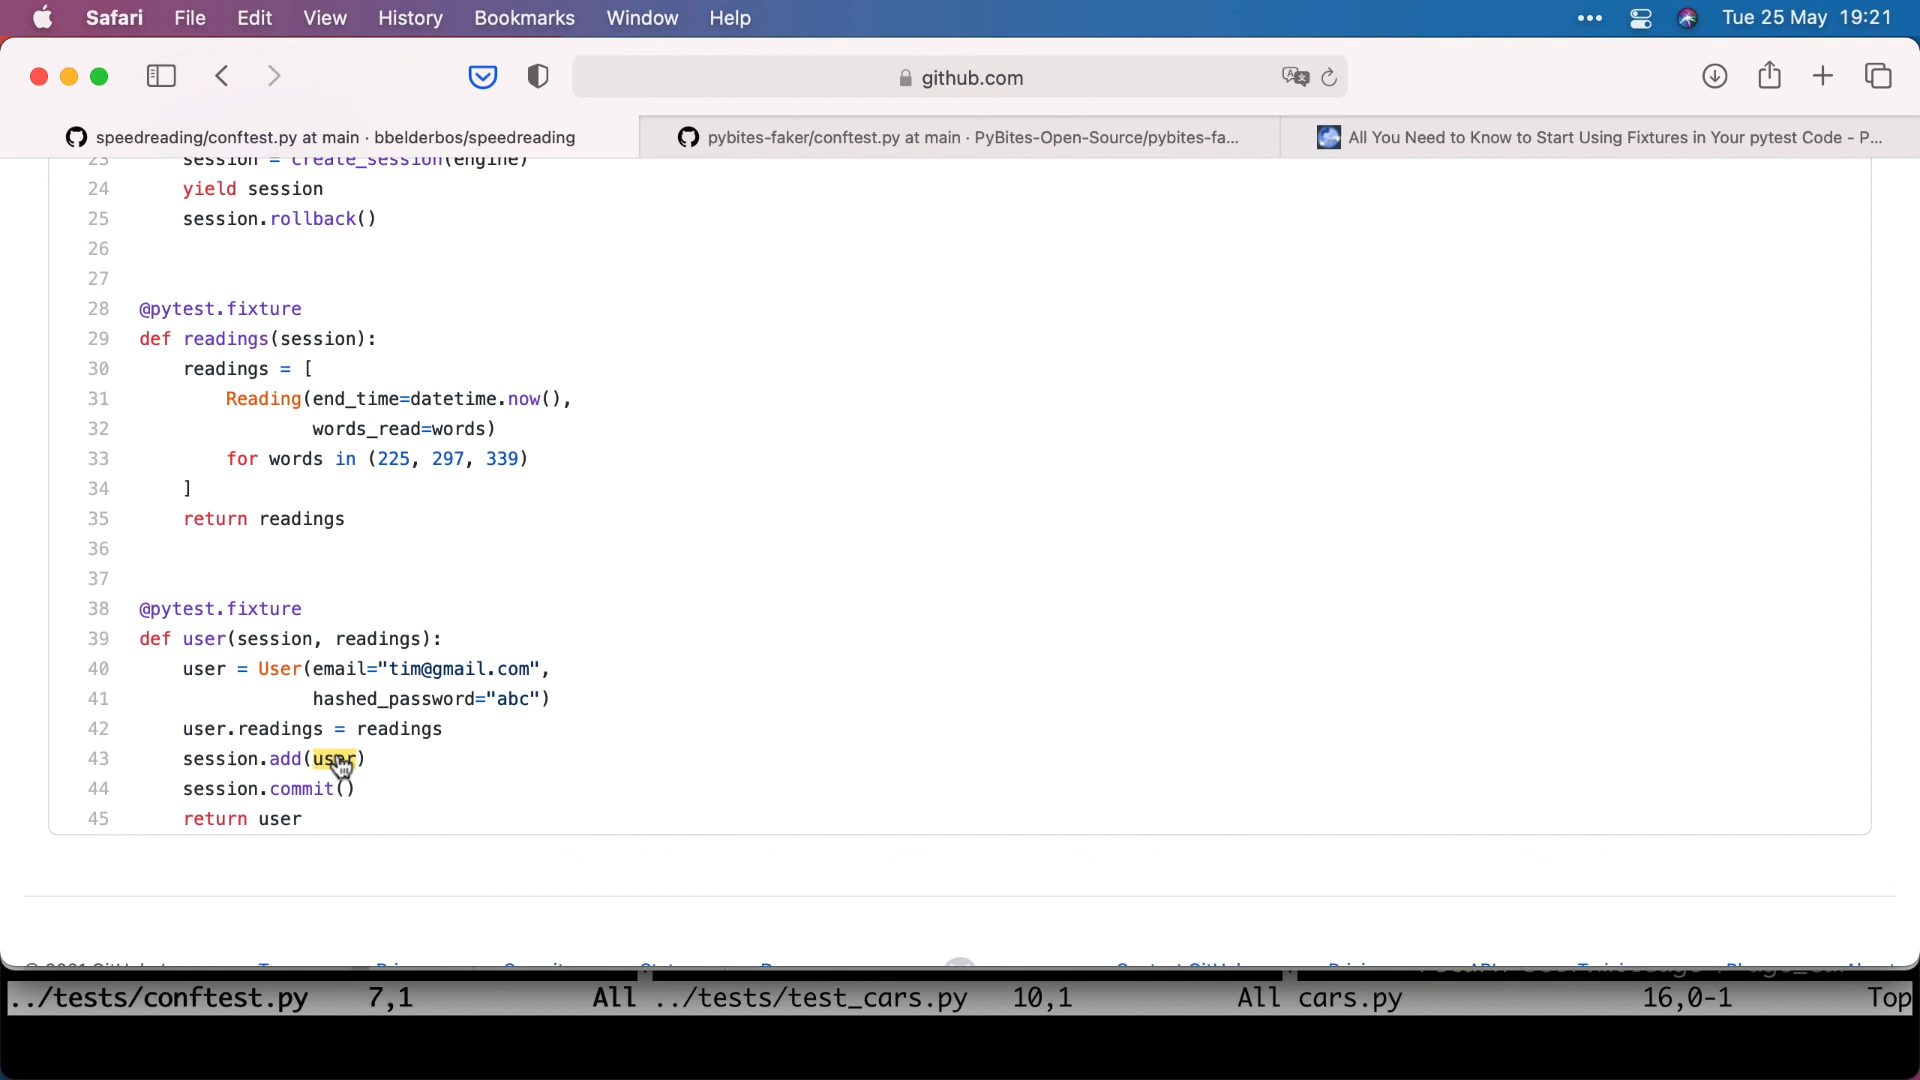 Safari File Edit View History Bookmarks Window Help ••• Tue 25 May 19:21
github.com
speedreading/conftest.py at main · bbelderbos/speedreading
pybites-faker/conftest.py at main · PyBites-Open-Source/pybites-fa...
All You Need to Know to Start Using Fixtures in Your pytest Code - P...
23 session = create_session(engine)
24 yield session
25 session.rollback()
26
27
28 @pytest.fixture
29 def readings(session):
30 readings = [
31 Reading(end_time=datetime.now(),
32 words_read=words)
33 for words in (225, 297, 339)
34 ]
35 return readings
36
37
38 @pytest.fixture
39 def user(session, readings):
40 user = User(email="tim@gmail.com",
41 hashed_password="abc")
42 user.readings = readings
43 session.add(user)
44 session.commit()
45 return user
../tests/conftest.py 7,1 All ../tests/test_cars.py 10,1 All cars.py 16,0-1 Top